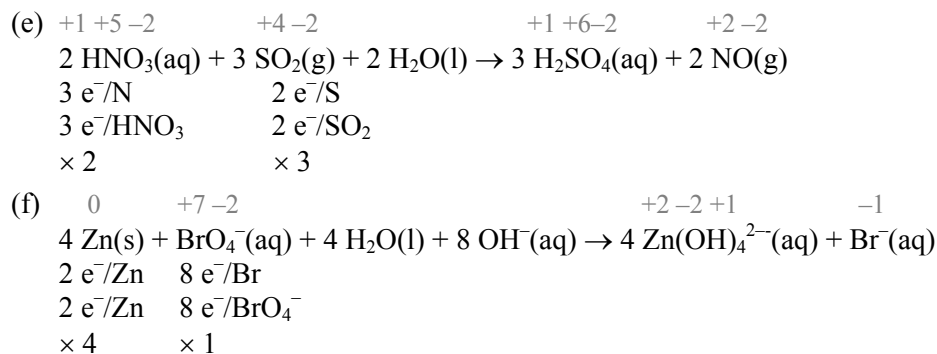 (e) +1 +5 –2 +4 –2 +1 +6–2 +2 –2
2 HNO₃(aq) + 3 SO₂(g) + 2 H₂O(l) → 3 H₂SO₄(aq) + 2 NO(g)
3 e⁻/N 2 e⁻/S
3 e⁻/HNO₃ 2 e⁻/SO₂
× 2 × 3
(f) 0 +7 –2 +2 –2 +1 –1
4 Zn(s) + BrO₄⁻(aq) + 4 H₂O(l) + 8 OH⁻(aq) → 4 Zn(OH)₄²⁻(aq) + Br⁻(aq)
2 e⁻/Zn 8 e⁻/Br
2 e⁻/Zn 8 e⁻/BrO₄⁻
× 4 × 1